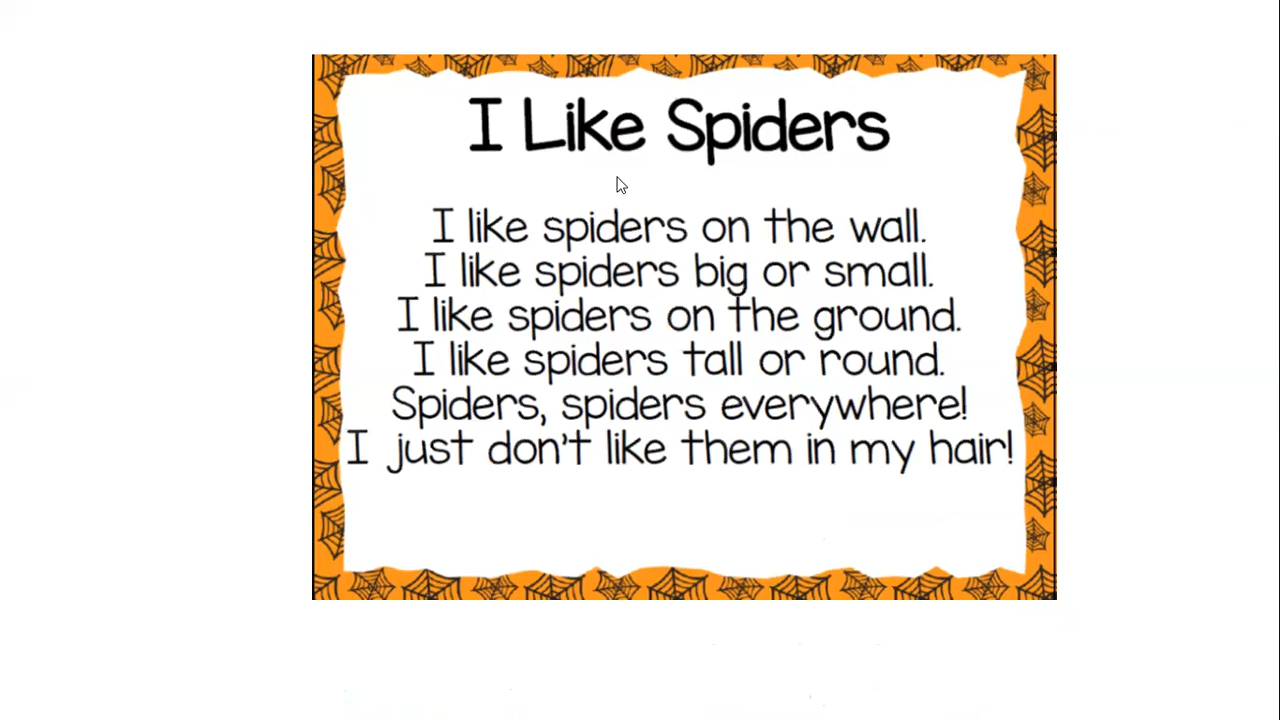 I Like Spiders
I like spiders on the wall.
I like spiders big or small.
I like spiders on the ground.
I like spiders tall or round.
Spiders, spiders everywhere!
I just don't like them in my hair!